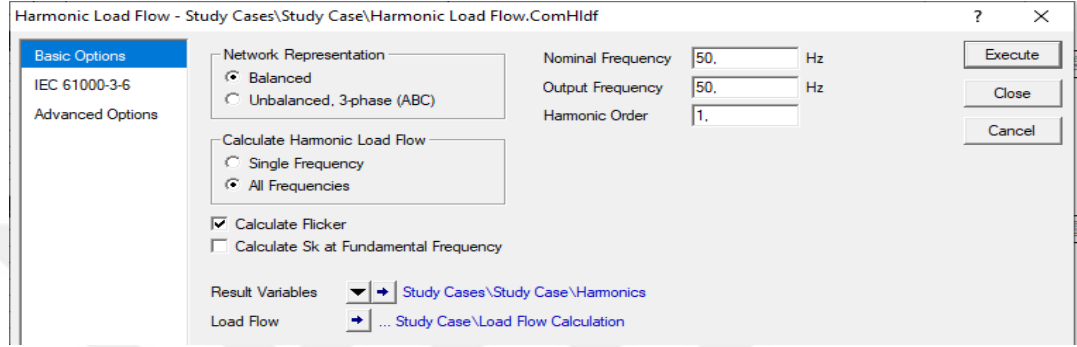 Harmonic Load Flow - Study Cases\Study Case\Harmonic Load Flow.ComHldf ? ×
Basic Options
IEC 61000-3-6
Advanced Options
Network Representation
Balanced
Unbalanced, 3-phase (ABC)
Calculate Harmonic Load Flow
Single Frequency
All Frequencies
Calculate Flicker
Calculate Sk at Fundamental Frequency
Result Variables Study Cases\Study Case\Harmonics
Load Flow ... Study Case\Load Flow Calculation
Nominal Frequency 50, Hz
Output Frequency 50, Hz
Harmonic Order 1,
Execute
Close
Cancel